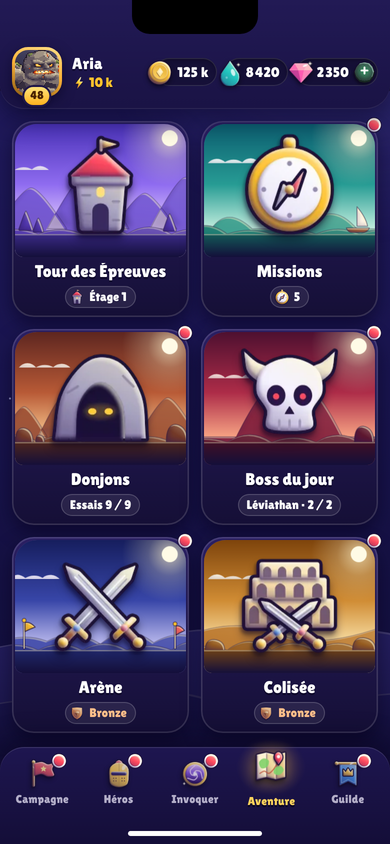 Aria
10 k
48
125 k
8420
2350
Tour des Épreuves
Étage 1
Missions
5
Donjons
Essais 9 / 9
Boss du jour
Léviathan · 2 / 2
Arène
Bronze
Colisée
Bronze
Campagne
Héros
Invoquer
Aventure
Guilde